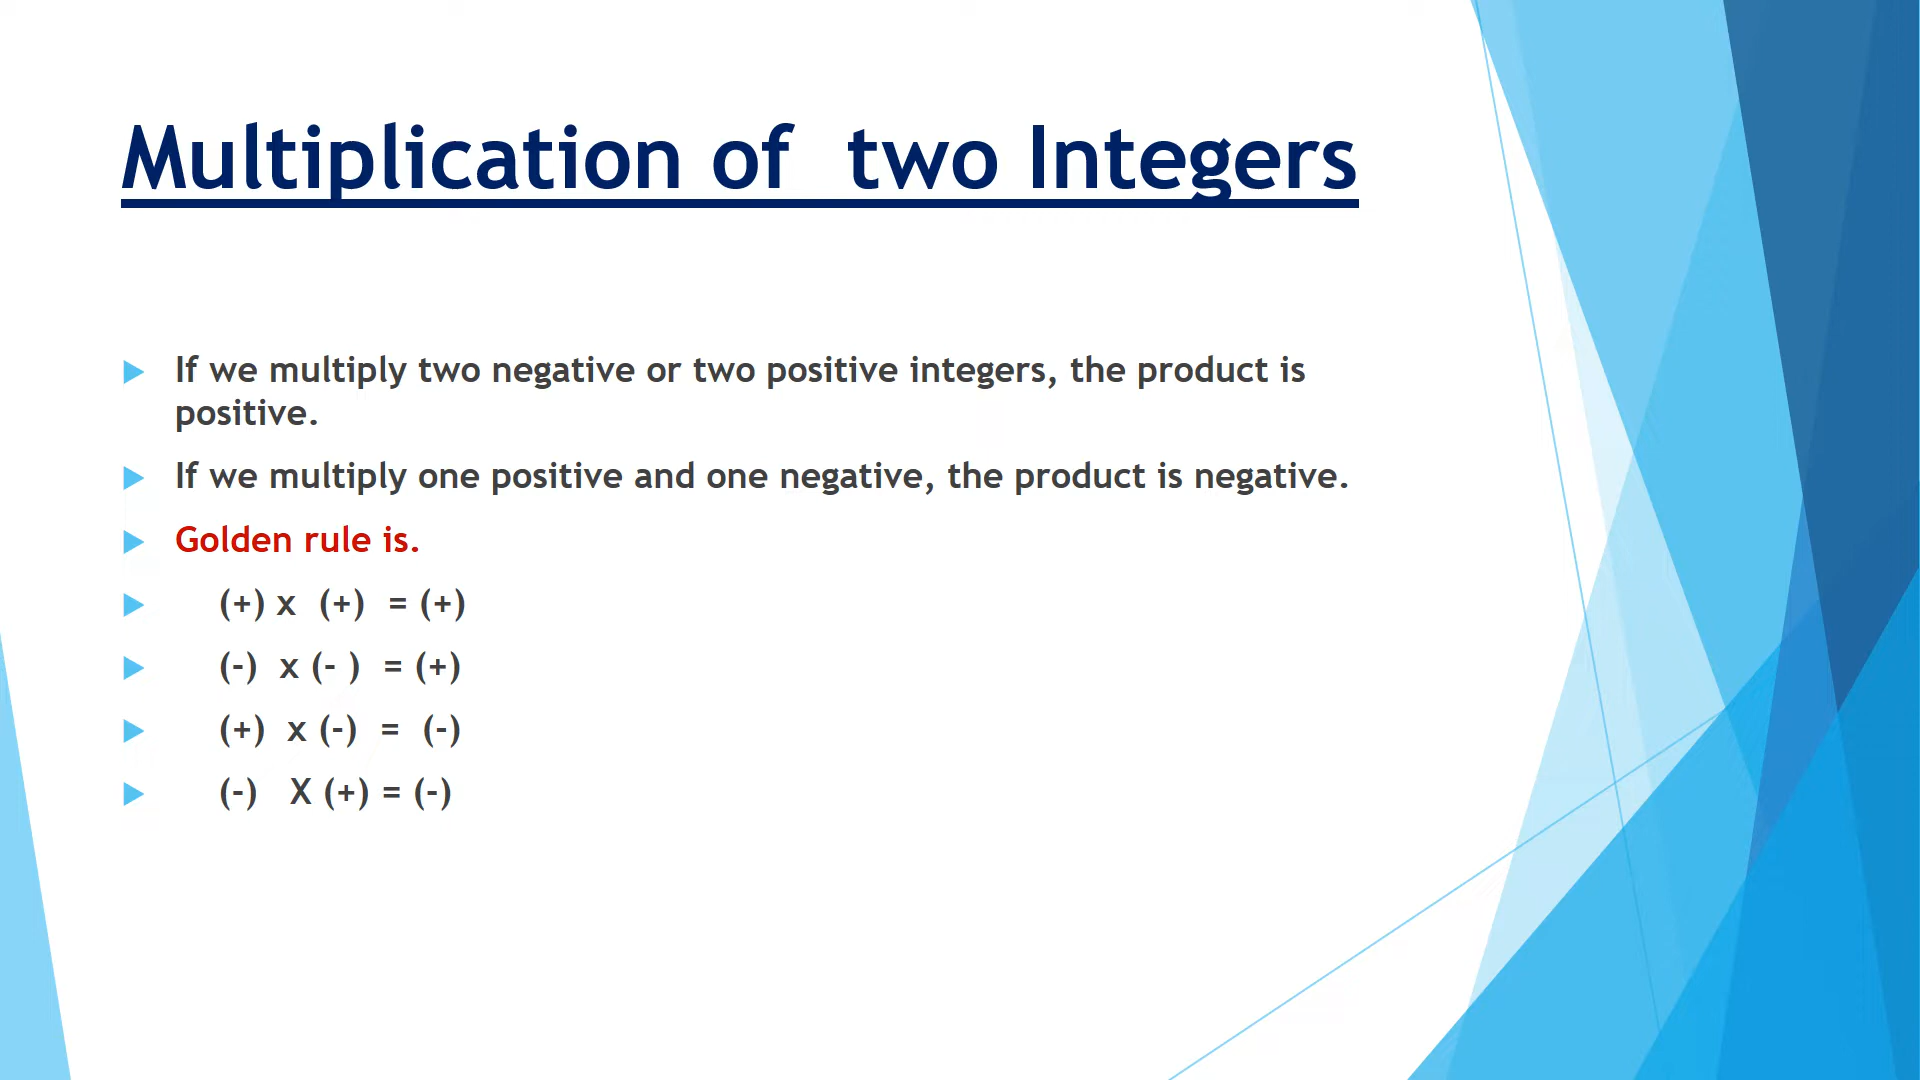 Multiplication of  two Integers
If we multiply two negative or two positive integers, the product is
positive.
If we multiply one positive and one negative, the product is negative.
Golden rule is.
(+) x  (+)  = (+)
(-)  x (- )  = (+)
(+)  x (-)  =  (-)
(-)   X (+) = (-)